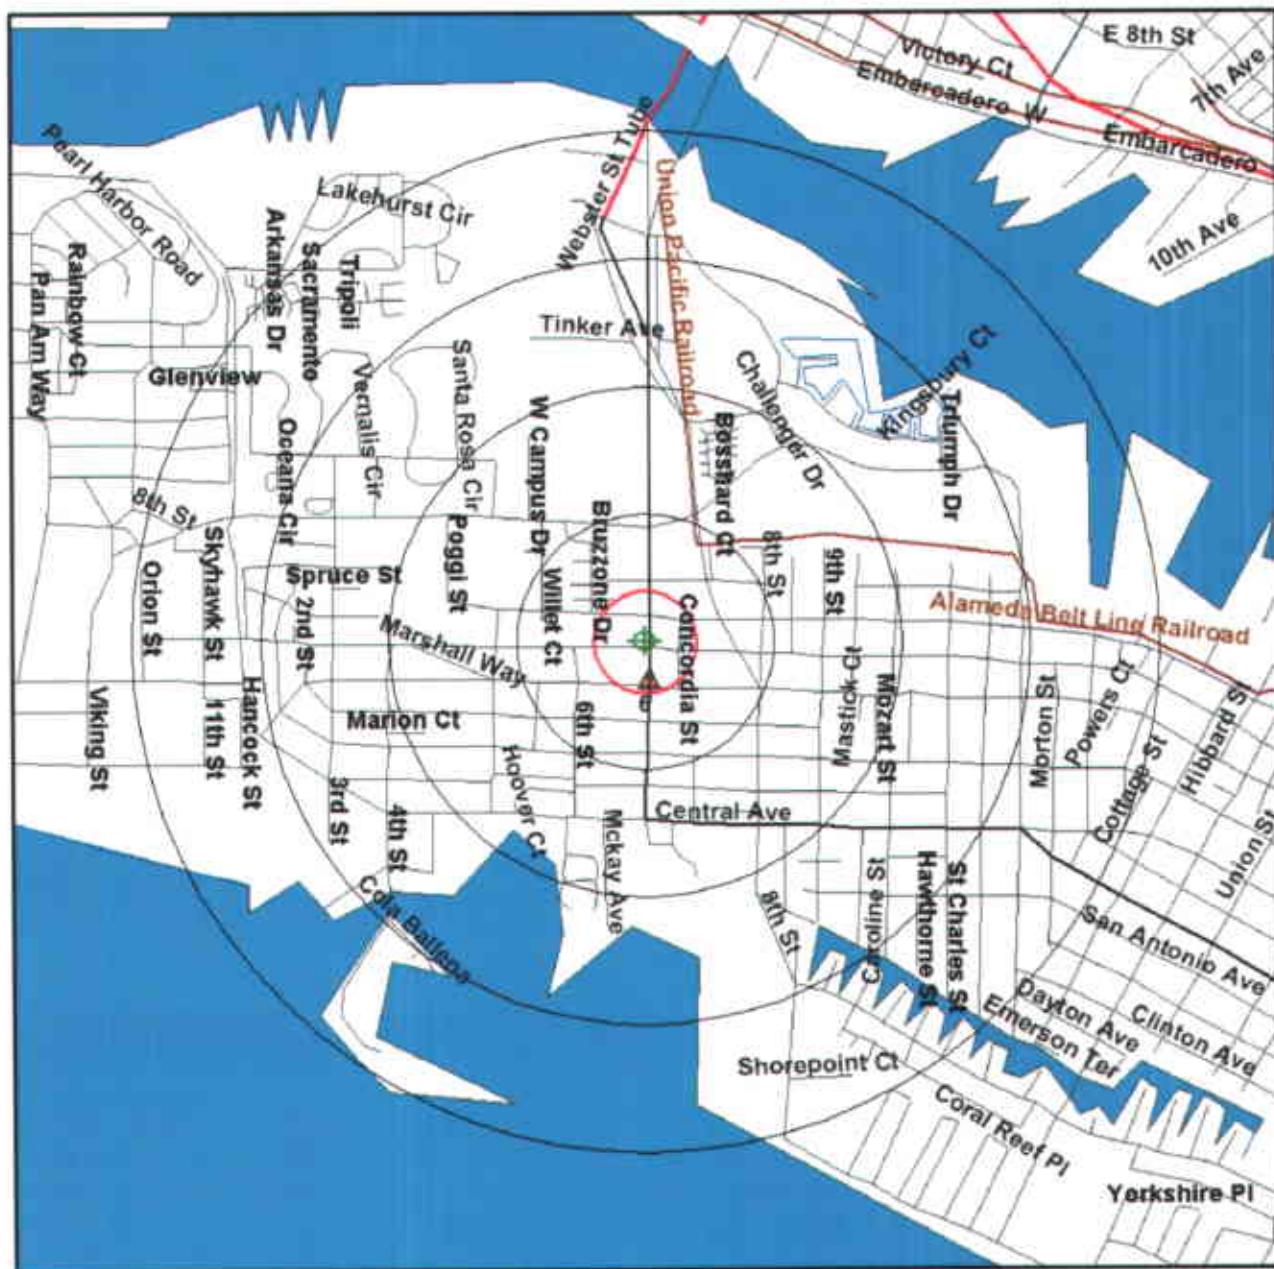 E 8th St
Victory Ct
7th Ave
Embarcadero W
Embarcadero
10th Ave
Pearl Harbor Road
Lakehurst Cir
Webster St Tube
Union Pacific Railroad
Rainbow Ct
Pan Am Way
Arkansas Dr
Sacramento
Tripoli
Tinker Ave
Glenview
Vernalis Cir
Santa Rosa Cir
Challenger Dr
Kingsbury Ct
Triumph Dr
Oceana Cir
W Campus Dr
Bosshard Ct
8th St
Skyhawk St
Poggi St
Bruzzone Dr
8th St
9th St
Orion St
Spruce St
2nd St
Marshall Way
Willet Ct
Concordia St
Alameda Belt Line Railroad
Viking St
11th St
Hancock St
Marion Ct
6th St
Mastick Ct
Mozart St
Morton St
Powers Ct
Hibbard St
3rd St
4th St
Hoover Ct
Mckay Ave
Central Ave
Cottage St
Union St
Cola Ballena
8th St
Caroline St
Hawthorne St
St Charles St
San Antonio Ave
Dayton Ave
Clinton Ave
Emerson Ter
Shorepoint Ct
Coral Reef Pl
Yorkshire Pl